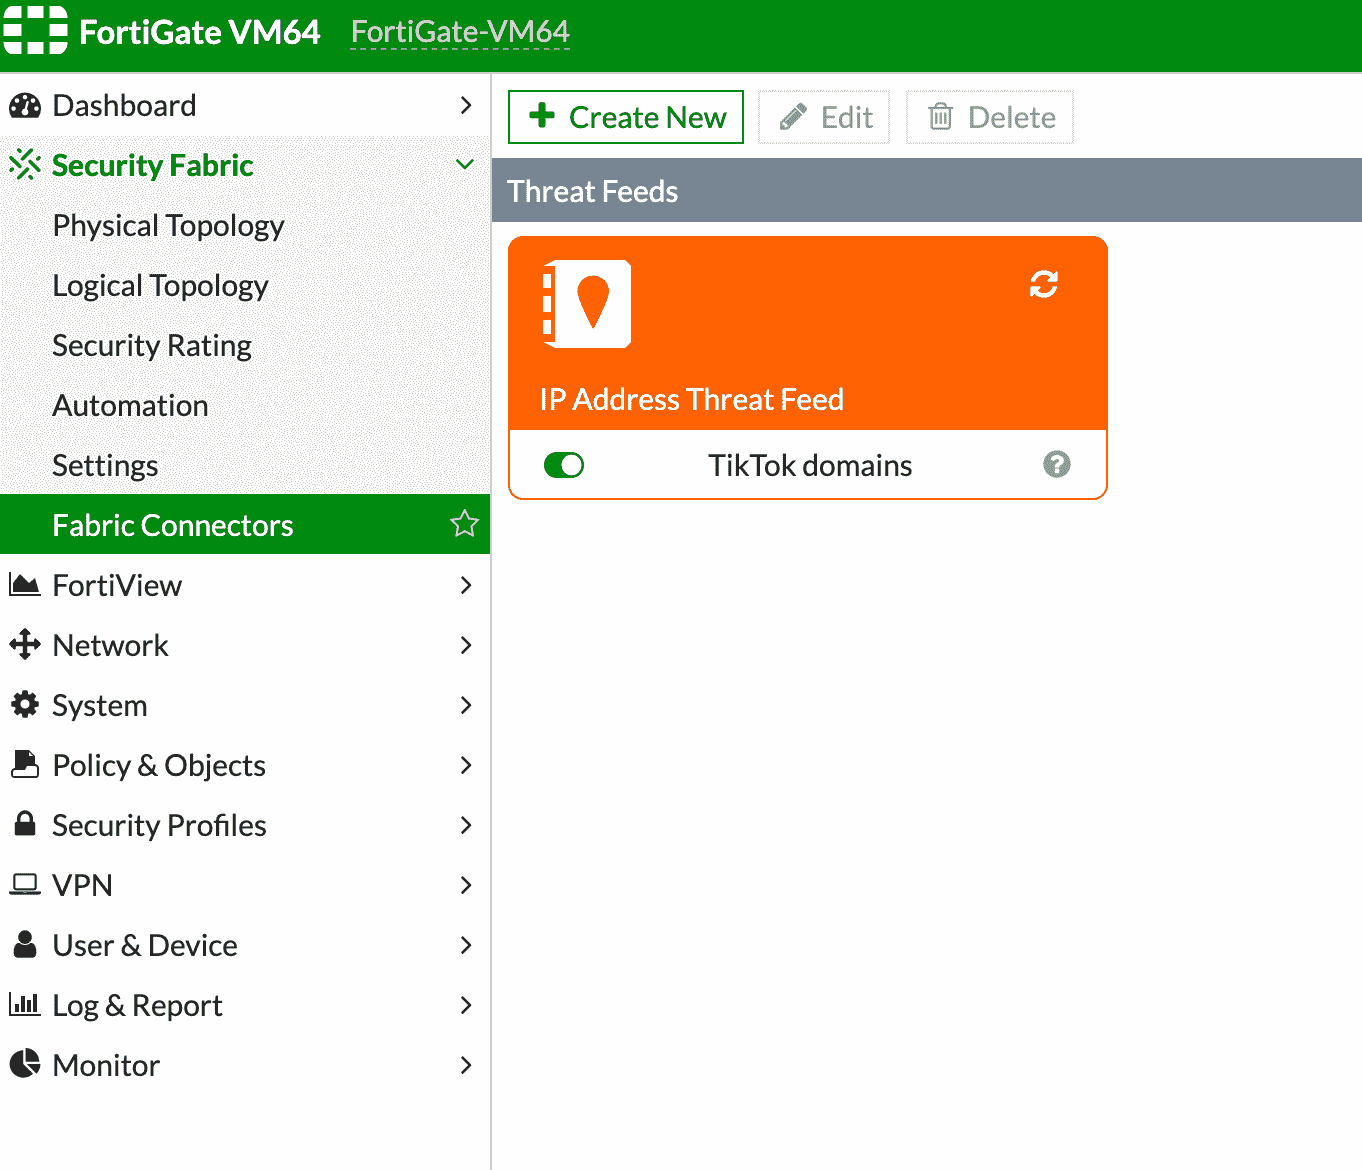 FortiGate VM64 FortiGate-VM64
Dashboard
Security Fabric
Physical Topology
Logical Topology
Security Rating
Automation
Settings
Fabric Connectors
FortiView
Network
System
Policy & Objects
Security Profiles
VPN
User & Device
Log & Report
Monitor
Create New Edit Delete
Threat Feeds
IP Address Threat Feed
TikTok domains